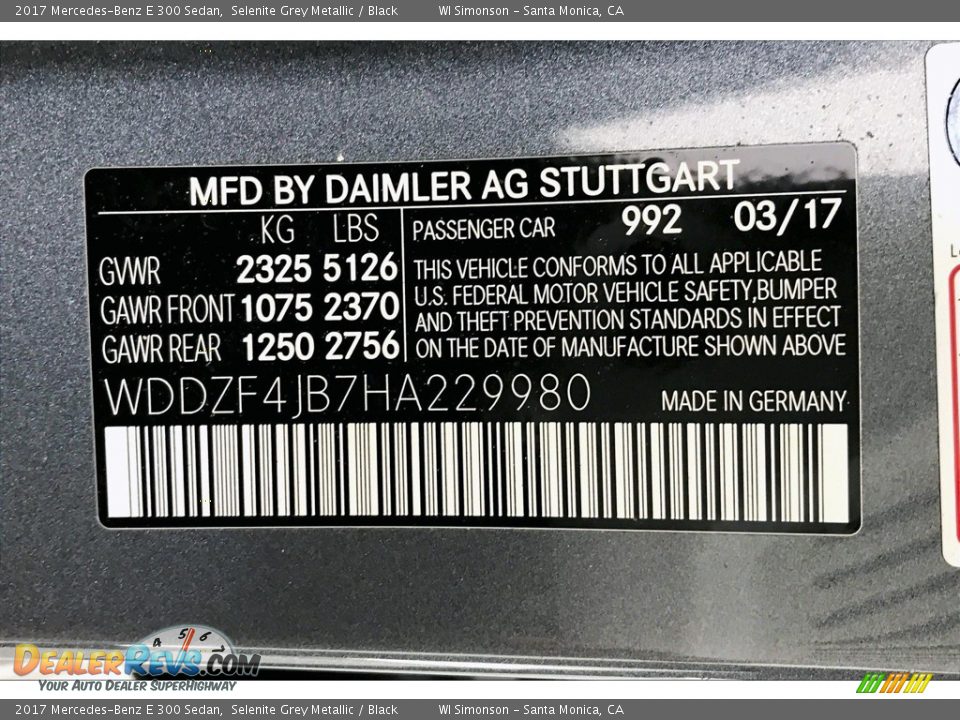 2017 Mercedes-Benz E 300 Sedan, Selenite Grey Metallic / Black WI Simonson - Santa Monica, CA
MFD BY DAIMLER AG STUTTGART
KG LBS
GVWR 2325 5126
GAWR FRONT 1075 2370
GAWR REAR 1250 2756
PASSENGER CAR 992 03/17
THIS VEHICLE CONFORMS TO ALL APPLICABLE
U.S. FEDERAL MOTOR VEHICLE SAFETY,BUMPER
AND THEFT PREVENTION STANDARDS IN EFFECT
ON THE DATE OF MANUFACTURE SHOWN ABOVE
WDDZF4JB7HA229980 MADE IN GERMANY
4 5 6
DEALERREVS.COM
YOUR AUTO DEALER SUPERHIGHWAY
2017 Mercedes-Benz E 300 Sedan, Selenite Grey Metallic / Black WI Simonson - Santa Monica, CA